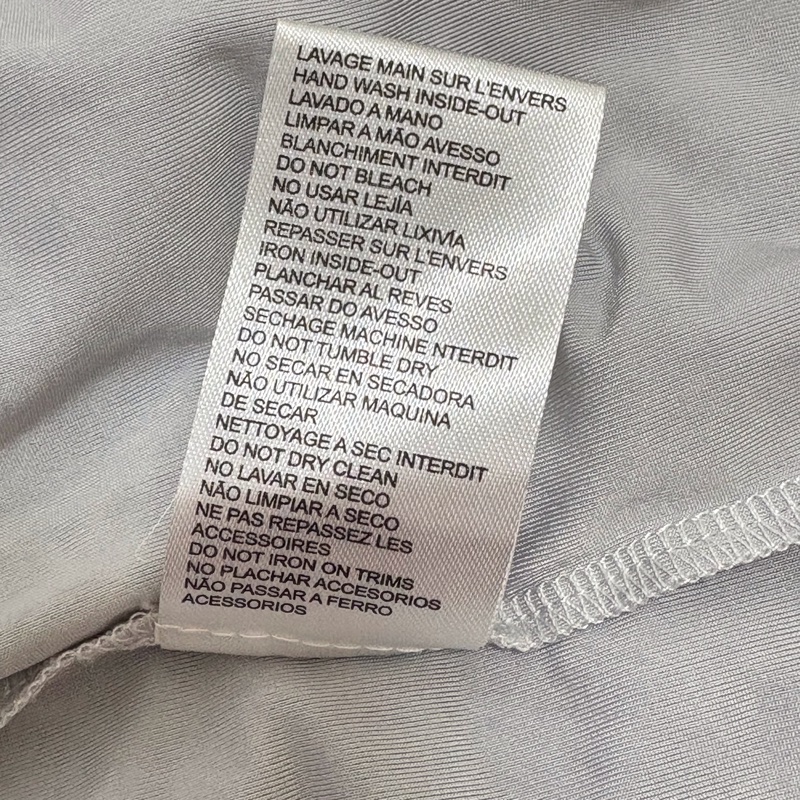 LAVAGE MAIN SUR L'ENVERS
HAND WASH INSIDE-OUT
LAVADO A MANO
LIMPAR A MÃO AVESSO
BLANCHIMENT INTERDIT
DO NOT BLEACH
NO USAR LEJÍA
NÃO UTILIZAR LIXIVÍA
REPASSER SUR L'ENVERS
IRON INSIDE-OUT
PLANCHAR AL REVES
PASSAR DO AVESSO
SECHAGE MACHINE NTERDIT
DO NOT TUMBLE DRY
NO SECAR EN SECADORA
NÃO UTILIZAR MAQUINA
DE SECAR
NETTOYAGE A SEC INTERDIT
DO NOT DRY CLEAN
NO LAVAR EN SECO
NÃO LIMPIAR A SECO
NE PAS REPASSEZ LES
ACCESSOIRES
DO NOT IRON ON TRIMS
NO PLACHAR ACCESORIOS
NÃO PASSAR A FERRO
ACESSORIOS